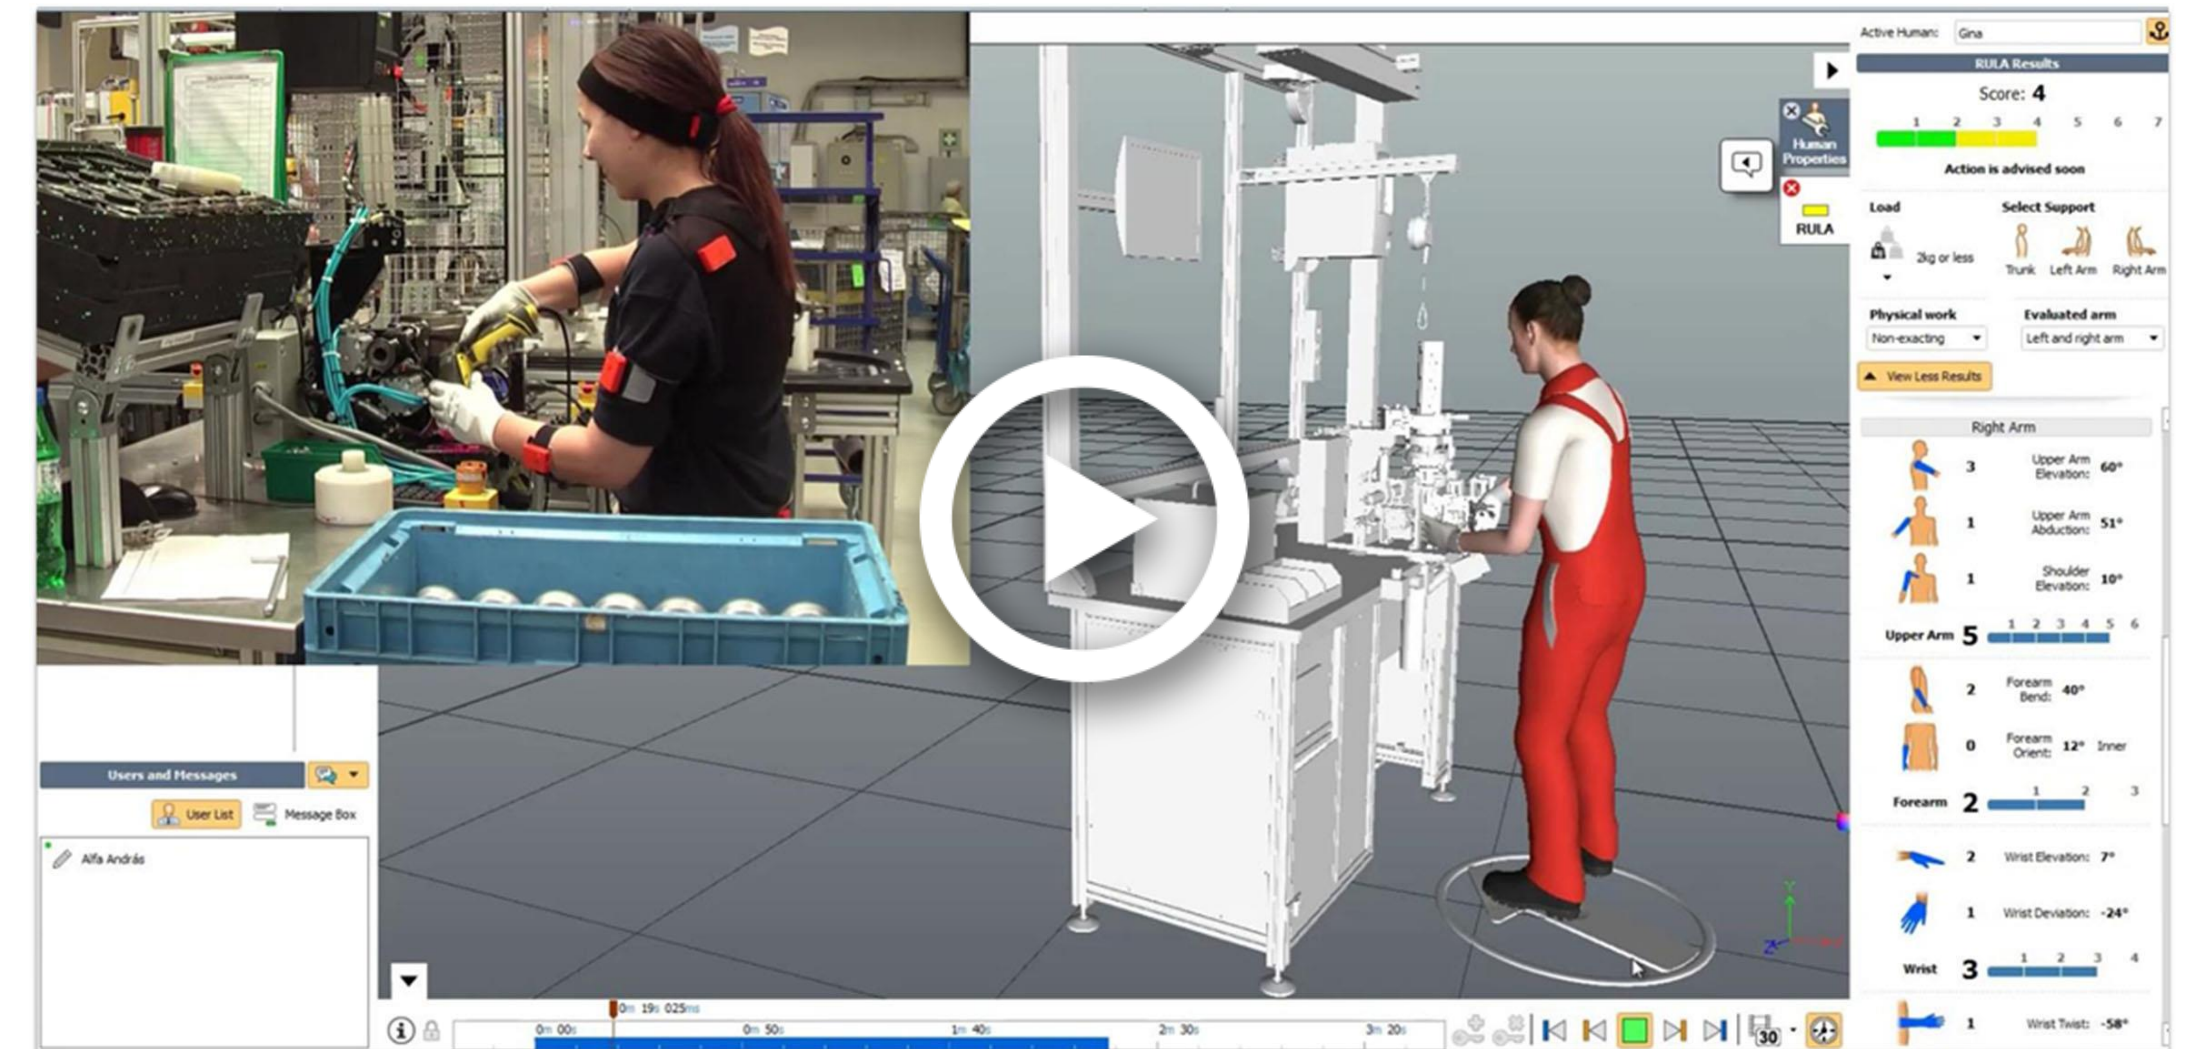 Active Human: Gina
RULA Results
Score: 4
1 2 3 4 5 6 7
Action is advised soon
Human
Properties
RULA
Load
Select Support
2kg or less
Trunk Left Arm Right Arm
Physical work
Evaluated arm
Non-exacting
Left and right arm
View Less Results
Right Arm
3 Upper Arm
Elevation: 60°
1 Upper Arm
Abduction: 51°
1 Shoulder
Elevation: 10°
Upper Arm 5 1 2 3 4 5 6
2 Forearm
Bend: 40°
0 Forearm
Orient: 12° Inner
Forearm 2 1 2 3
2 Wrist Elevation: 7°
1 Wrist Deviation: -24°
Wrist 3 1 2 3 4
1 Wrist Twist: -58°
Users and Messages
User List
Message Box
Alfa András
Y
Z
0m 19s 025ms
0m 00s 0m 50s 1m 40s 2m 30s 3m 20s
30